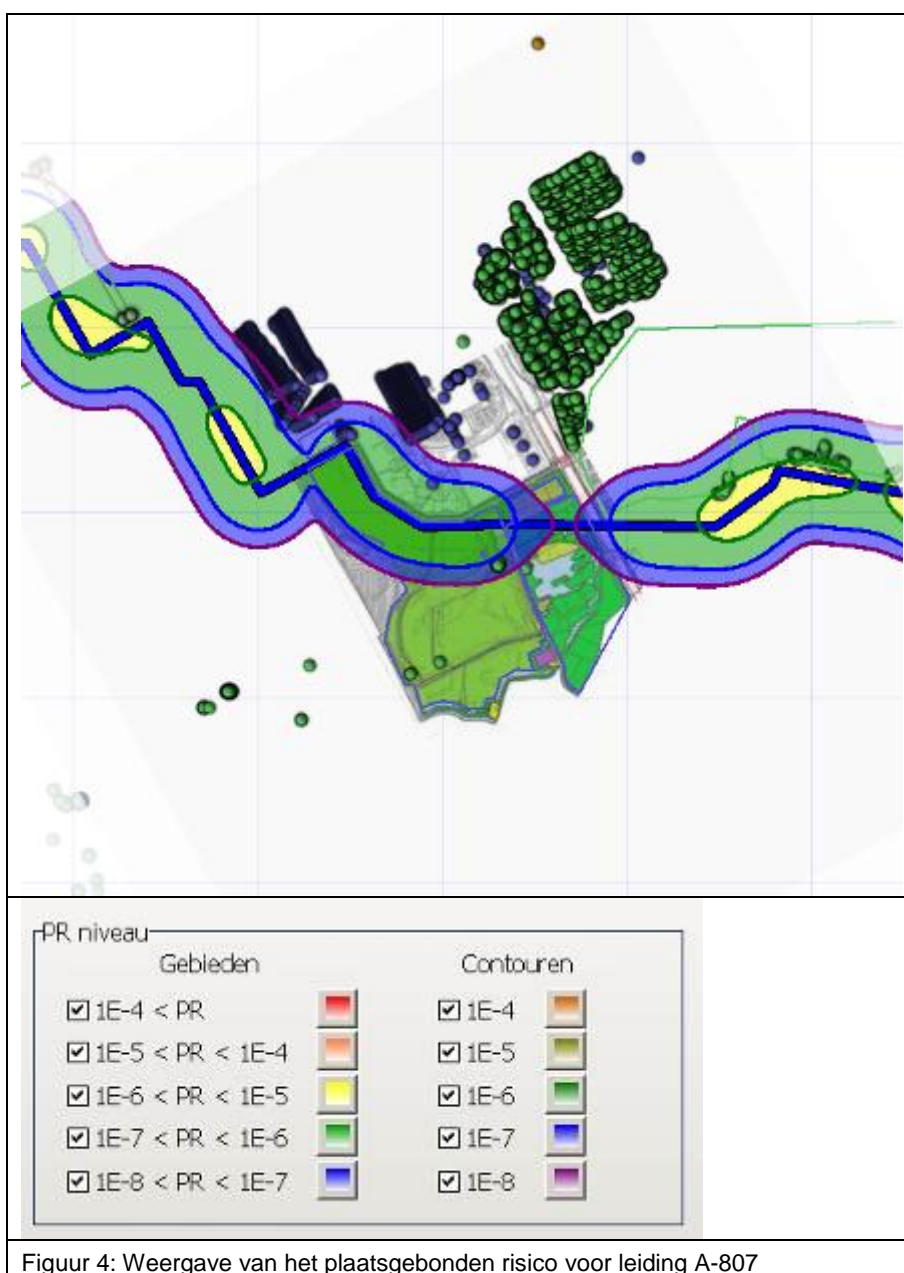 PR niveau
Gebieden Contouren
1E-4 < PR 1E-4
1E-5 < PR < 1E-4 1E-5
1E-6 < PR < 1E-5 1E-6
1E-7 < PR < 1E-6 1E-7
1E-8 < PR < 1E-7 1E-8
Figuur 4: Weergave van het plaatsgebonden risico voor leiding A-807